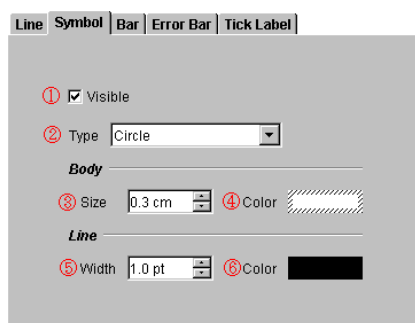 Line Symbol Bar Error Bar Tick Label
① Visible
② Type Circle
Body
③ Size 0.3 cm ④ Color
Line
⑤ Width 1.0 pt ⑥ Color